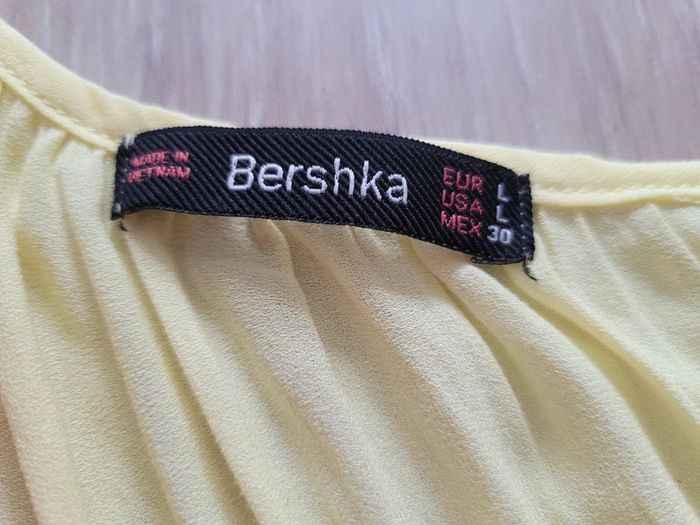 MADE IN
VIETNAM
Bershka
EUR L
USA L
MEX 30